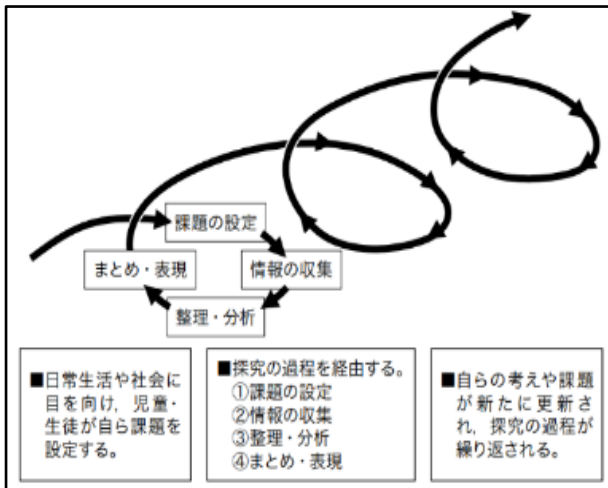 課題の設定
まとめ・表現
情報の収集
整理・分析
■日常生活や社会に
目を向け，児童・
生徒が自ら課題を
設定する。
■探究の過程を経由する。
①課題の設定
②情報の収集
③整理・分析
④まとめ・表現
■自らの考えや課題
が新たに更新さ
れ，探究の過程が
繰り返される。